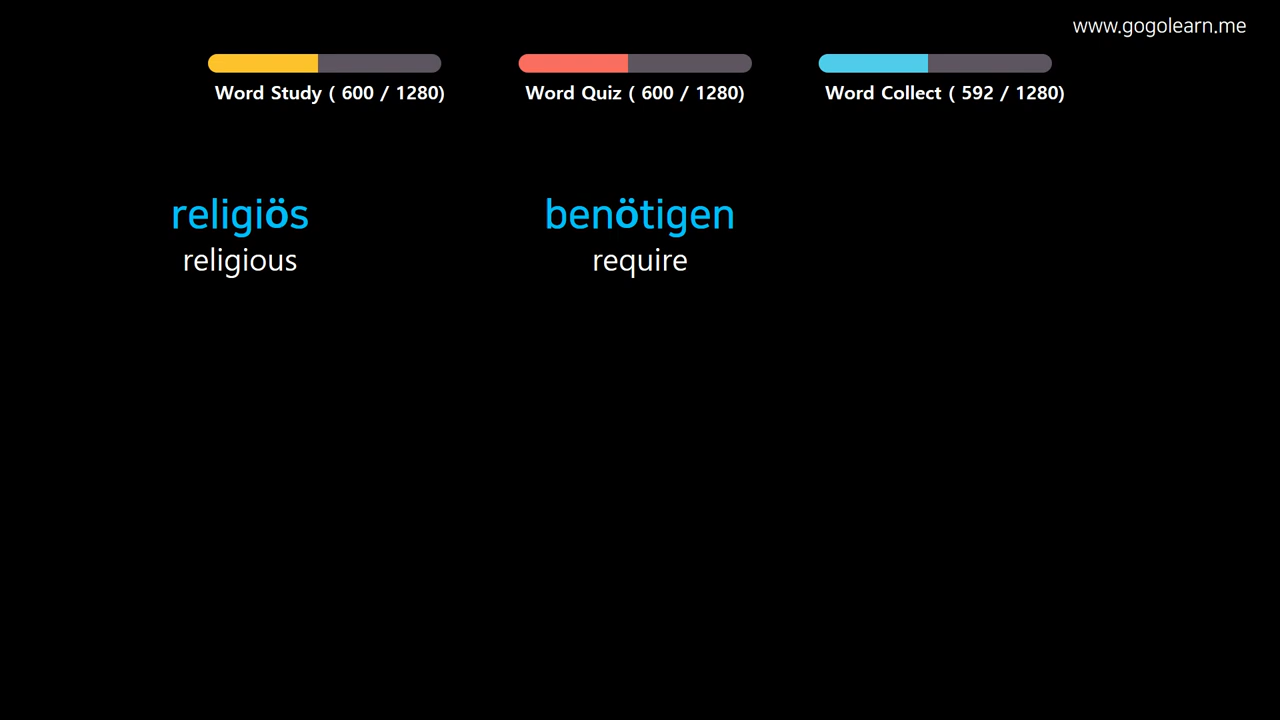 www.gogolearn.me
Word Study ( 600 / 1280)
Word Quiz ( 600 / 1280)
Word Collect ( 592 / 1280)
religiös
religious
benötigen
require